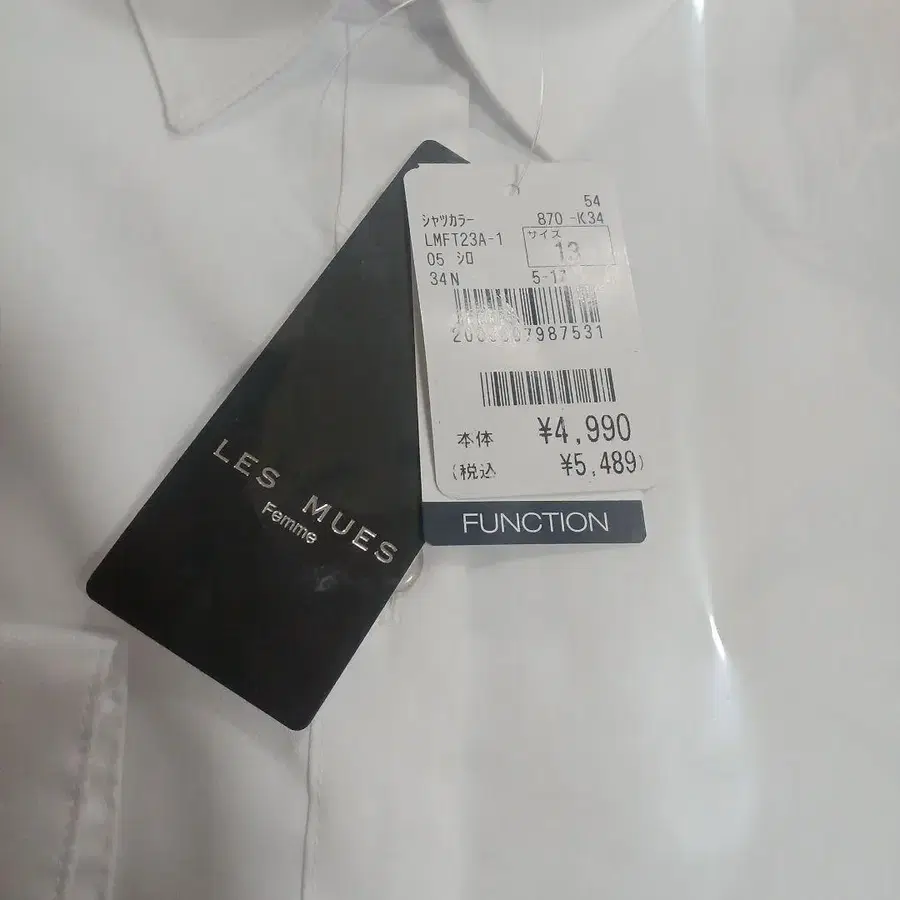 54
シャツカラー 870 -K34
LMFT23A-1 サイズ
05 シロ 13
34N
本体 ¥4,990
(税込 ¥5,489)
FUNCTION
LES MUES
Femme